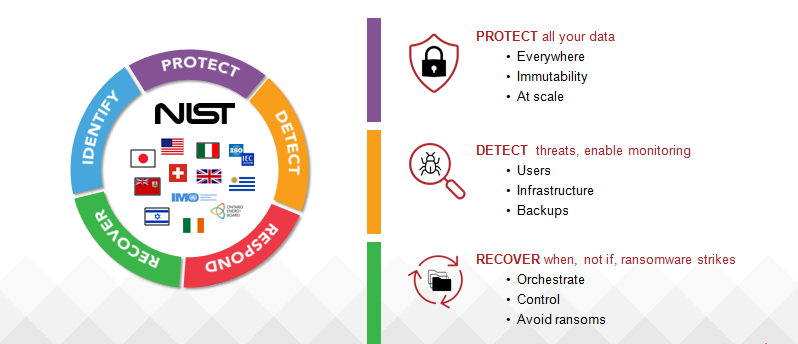 PROTECT
IDENTIFY
DETECT
RESPOND
RECOVER
NIST
ISO
IEC
IMO
ONTARIO
ENERGY
BOARD
PROTECT all your data
• Everywhere
• Immutability
• At scale
DETECT threats, enable monitoring
• Users
• Infrastructure
• Backups
RECOVER when, not if, ransomware strikes
• Orchestrate
• Control
• Avoid ransoms